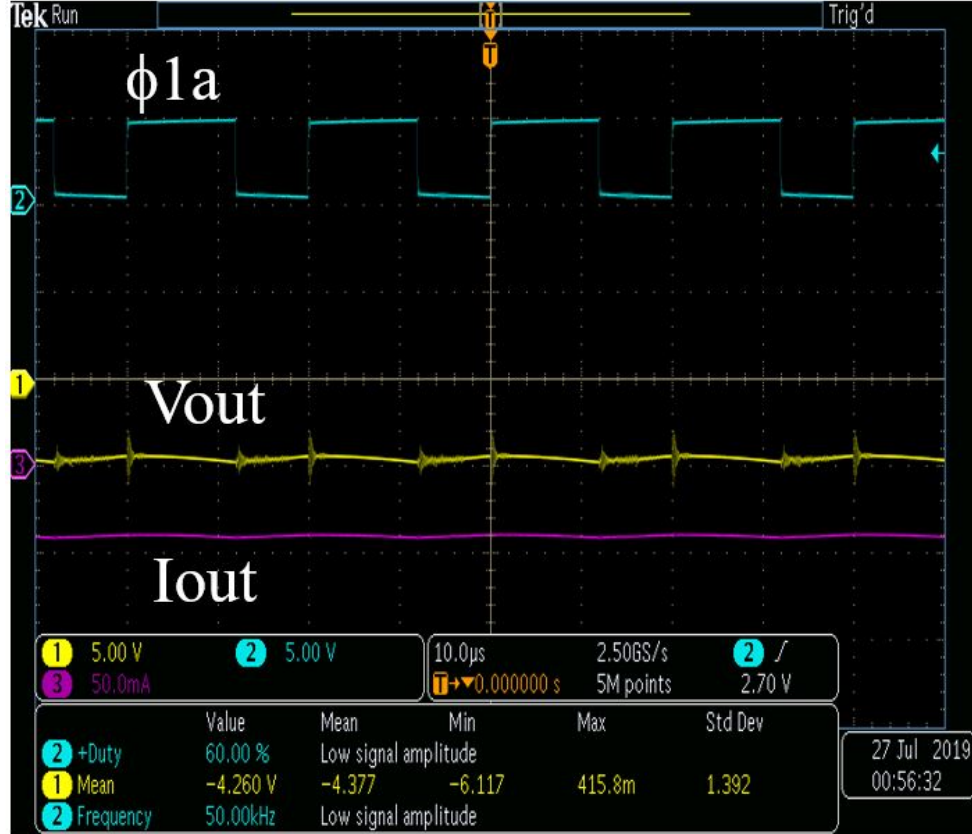 Tek Run Trig'd
T
T
ϕ1a
2
1
Vout
3
Iout
1 5.00 V 2 5.00 V
3 50.0mA
10.0µs 2.50GS/s 2 /
T→▼0.000000 s 5M points 2.70 V
Value Mean Min Max Std Dev
2 +Duty 60.00 % Low signal amplitude
1 Mean −4.260 V −4.377 −6.117 415.8m 1.392
2 Frequency 50.00kHz Low signal amplitude
27 Jul 2019
00:56:32